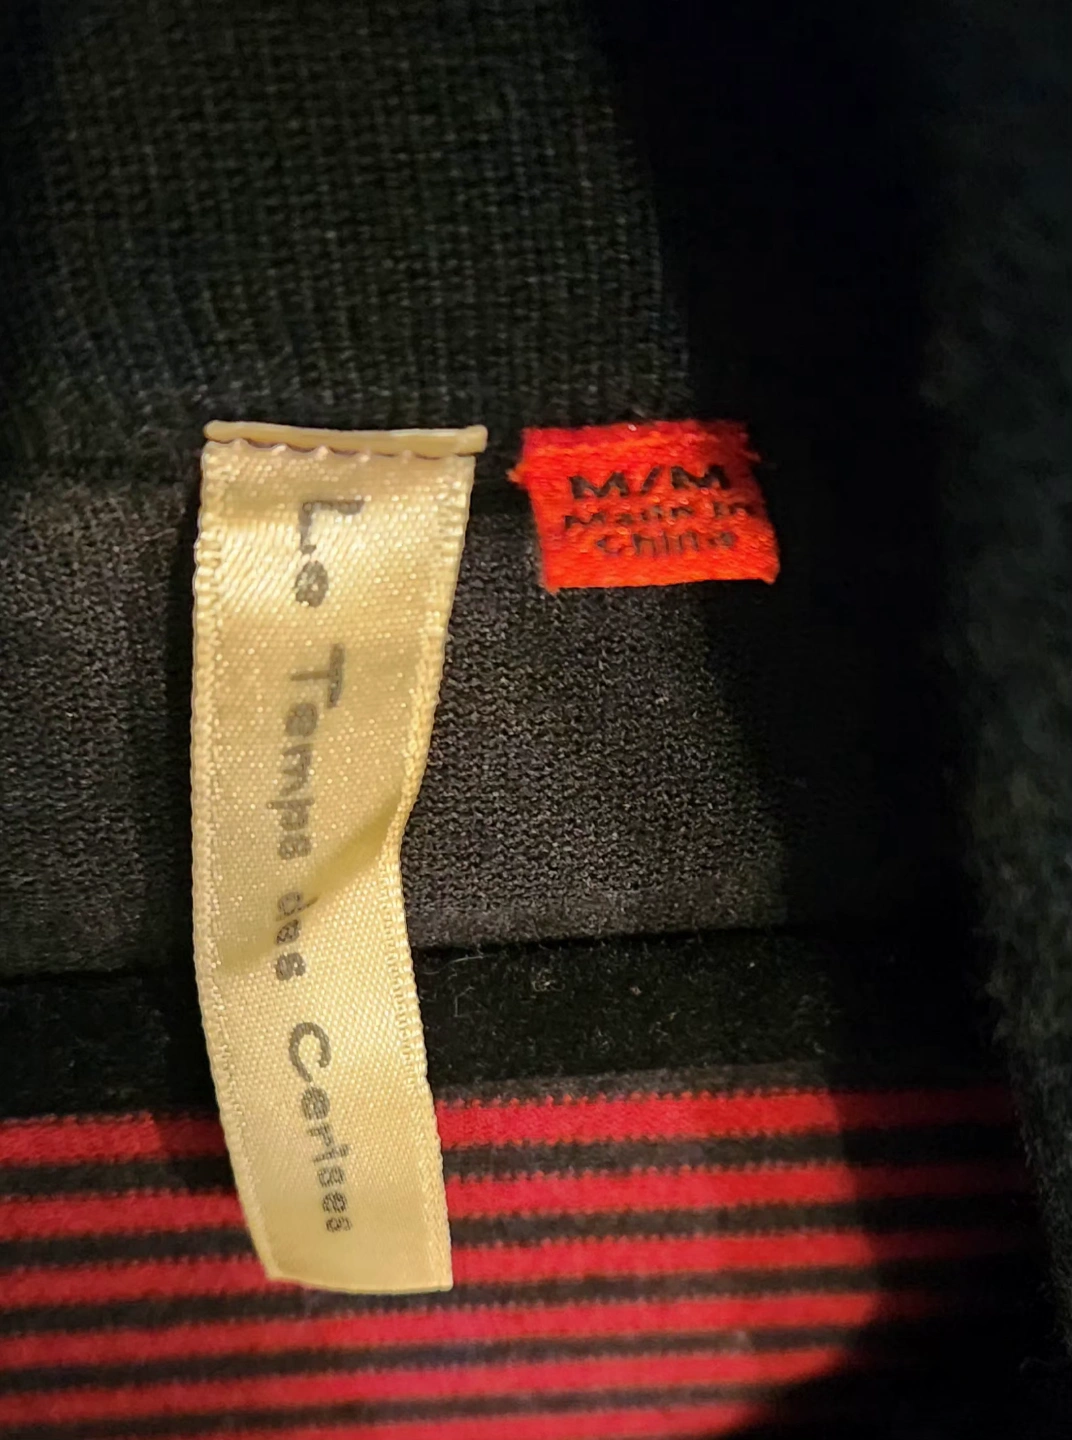 Le Temps des Cerises
M/M
Made in
China